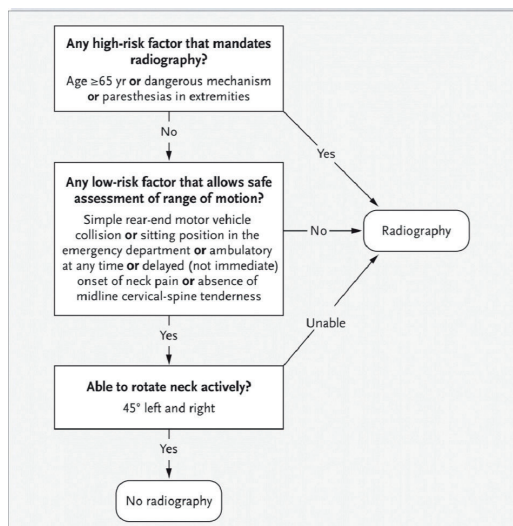 Any high-risk factor that mandates
radiography?
Age ≥65 yr or dangerous mechanism
or paresthesias in extremities
No
Yes
Any low-risk factor that allows safe
assessment of range of motion?
Simple rear-end motor vehicle
collision or sitting position in the
emergency department or ambulatory
at any time or delayed (not immediate)
onset of neck pain or absence of
midline cervical-spine tenderness
No
Radiography
Yes
Unable
Able to rotate neck actively?
45° left and right
Yes
No radiography